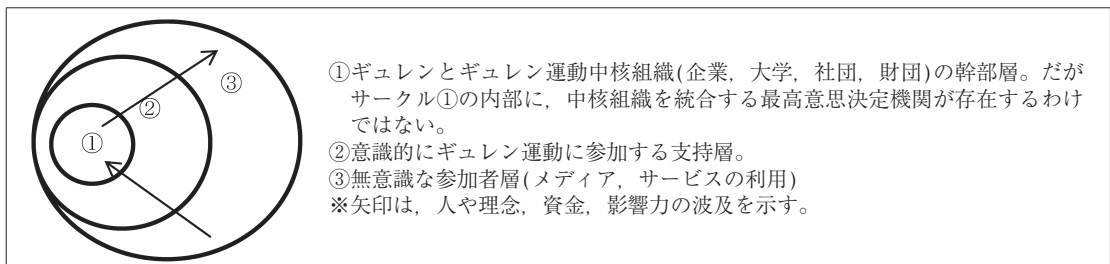 ①
②
③
①ギュレンとギュレン運動中核組織(企業，大学，社団，財団)の幹部層。だが
サークル①の内部に，中核組織を統合する最高意思決定機関が存在するわけ
ではない。
②意識的にギュレン運動に参加する支持層。
③無意識な参加者層(メディア，サービスの利用)
※矢印は，人や理念，資金，影響力の波及を示す。